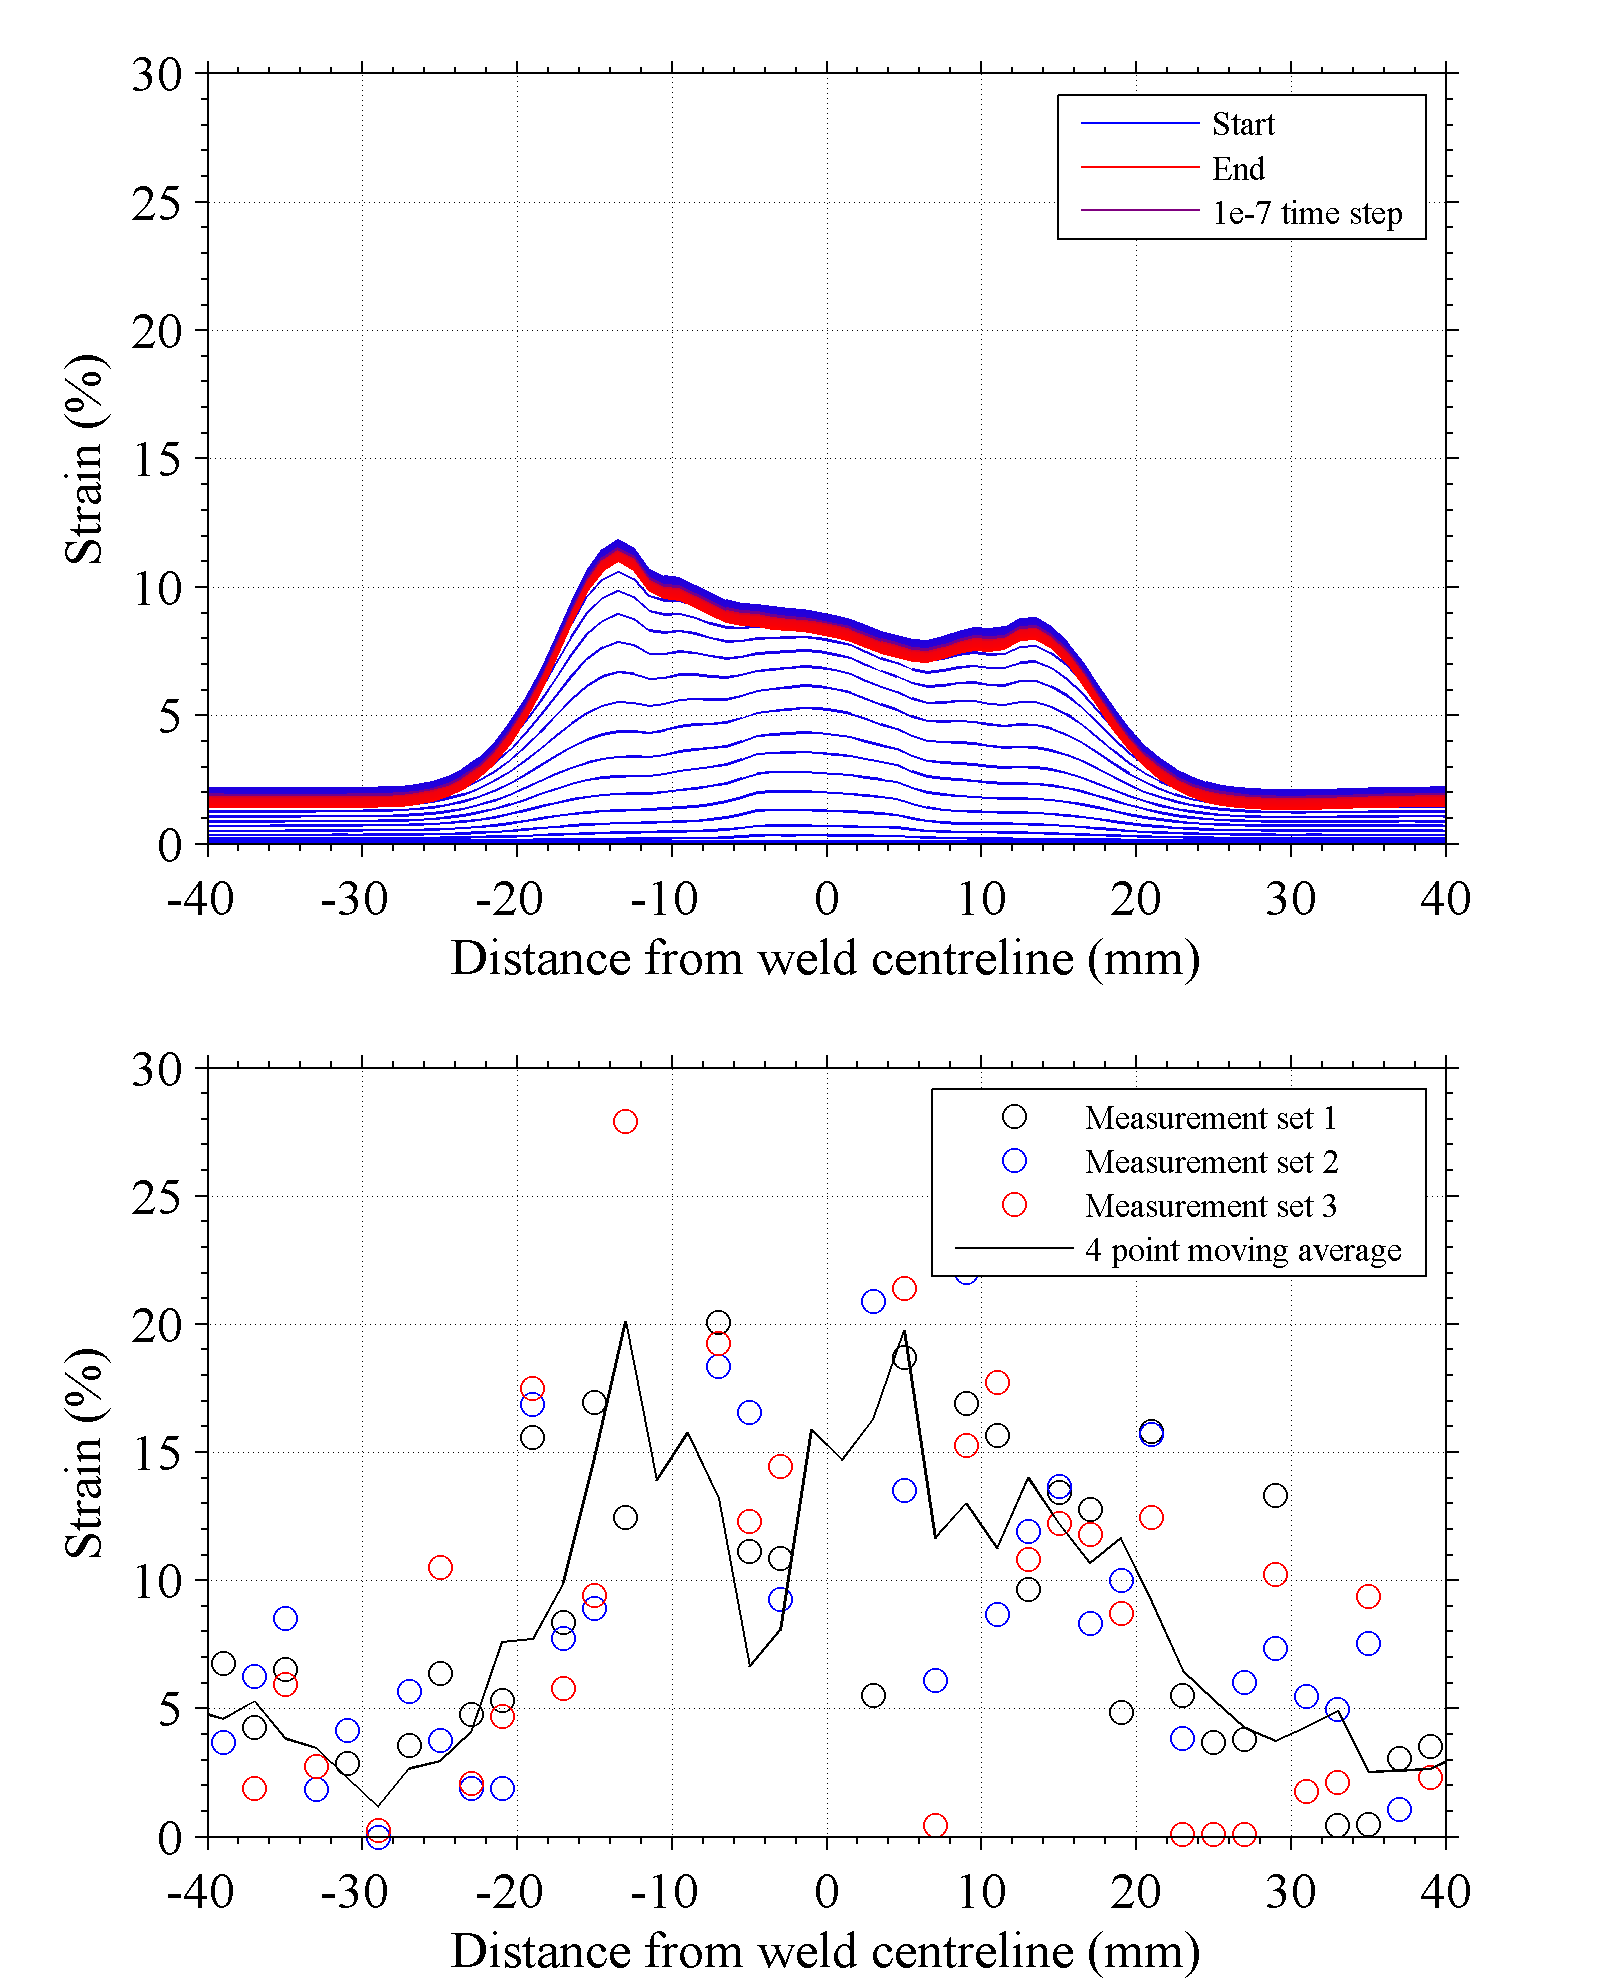 30
25
20
15
10
5
0
Strain (%)
-40 -30 -20 -10 0 10 20 30 40
Distance from weld centreline (mm)
Start
End
1e-7 time step
30
25
20
15
10
5
0
Strain (%)
-40 -30 -20 -10 0 10 20 30 40
Distance from weld centreline (mm)
Measurement set 1
Measurement set 2
Measurement set 3
4 point moving average